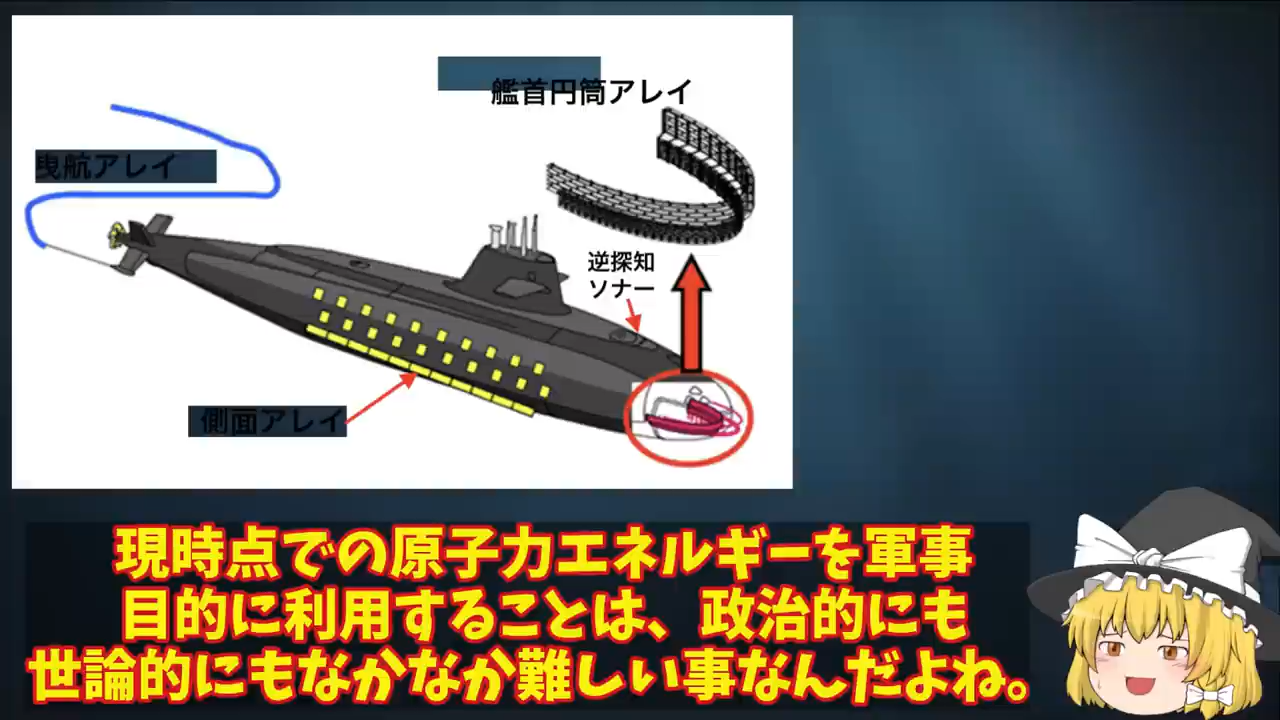 艦首円筒アレイ
曳航アレイ
逆探知
ソナー
側面アレイ
現時点での原子力エネルギーを軍事
目的に利用することは、政治的にも
世論的にもなかなか難しい事なんだよね。